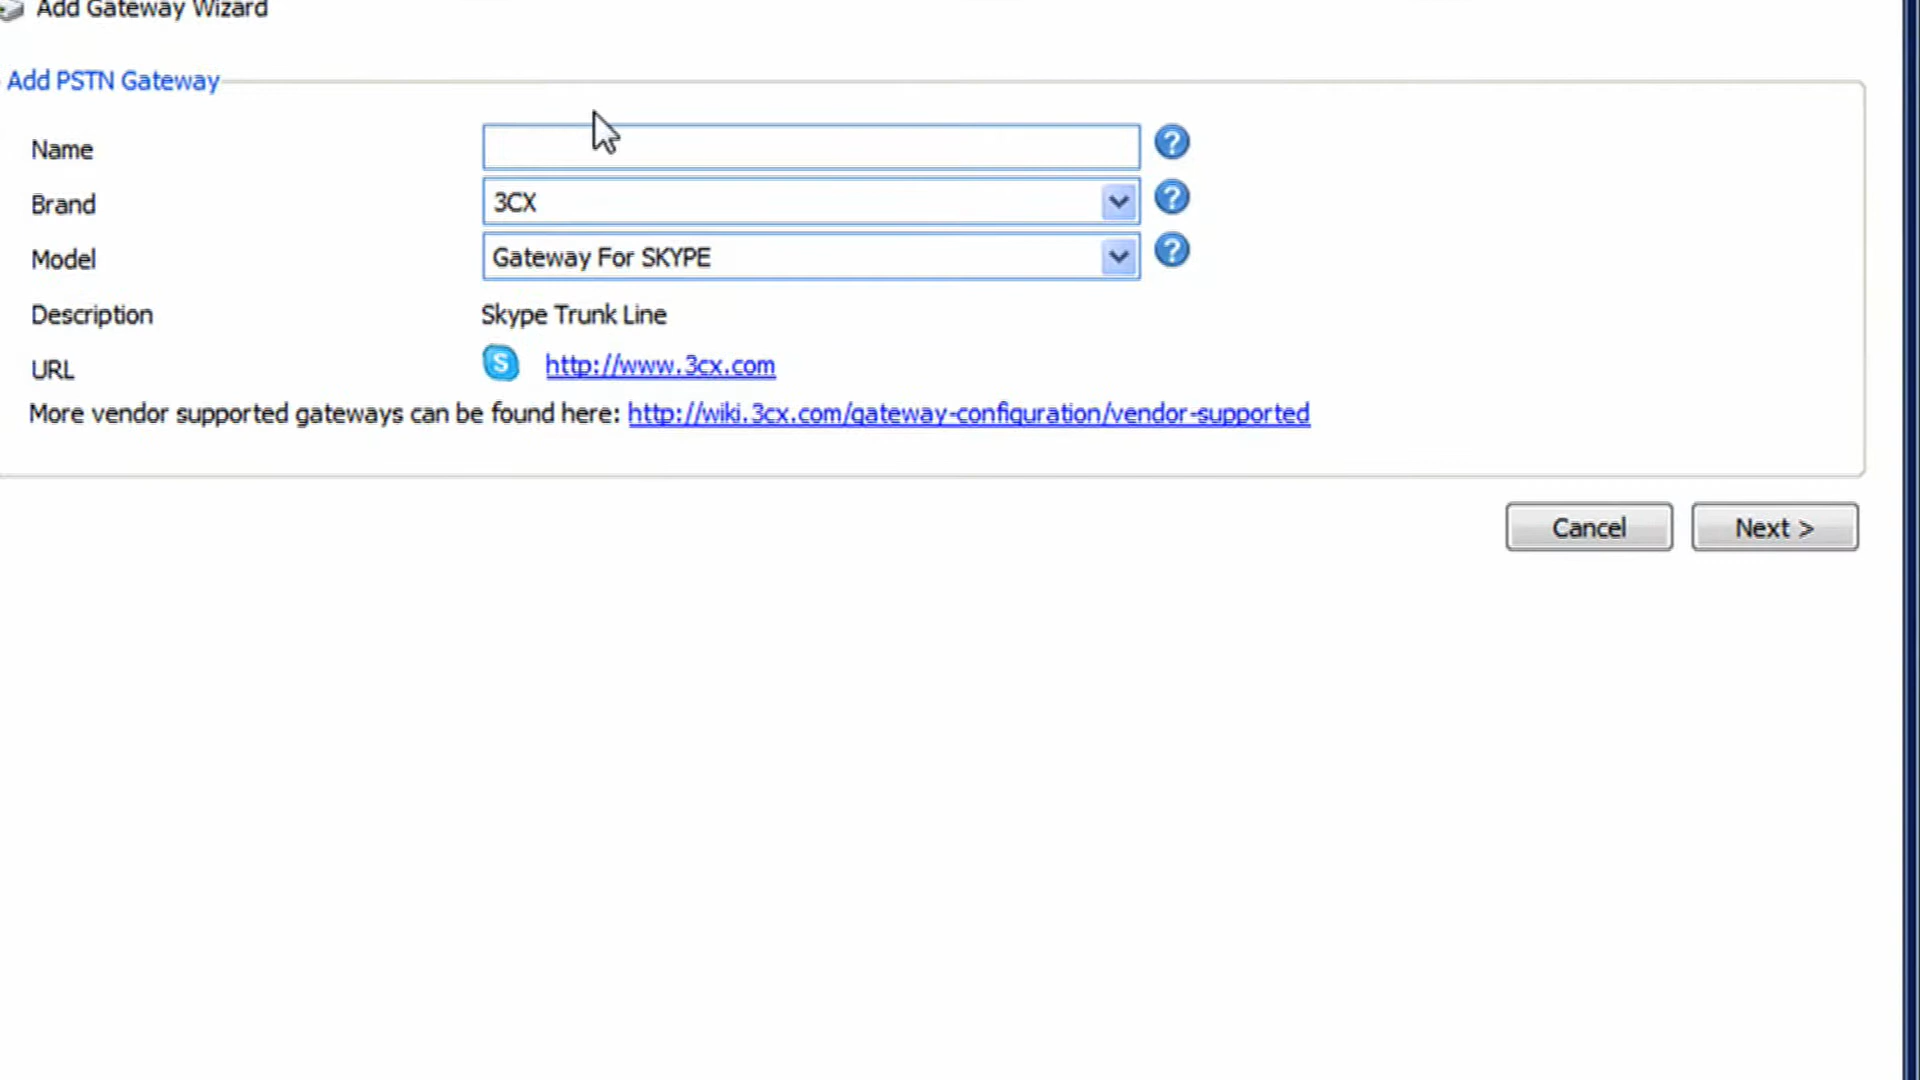 Add Gateway Wizard
Add PSTN Gateway
Name
?
Brand 3CX
?
Model Gateway For SKYPE
?
Description Skype Trunk Line
URL S http://www.3cx.com
More vendor supported gateways can be found here: http://wiki.3cx.com/gateway-configuration/vendor-supported
Cancel Next >